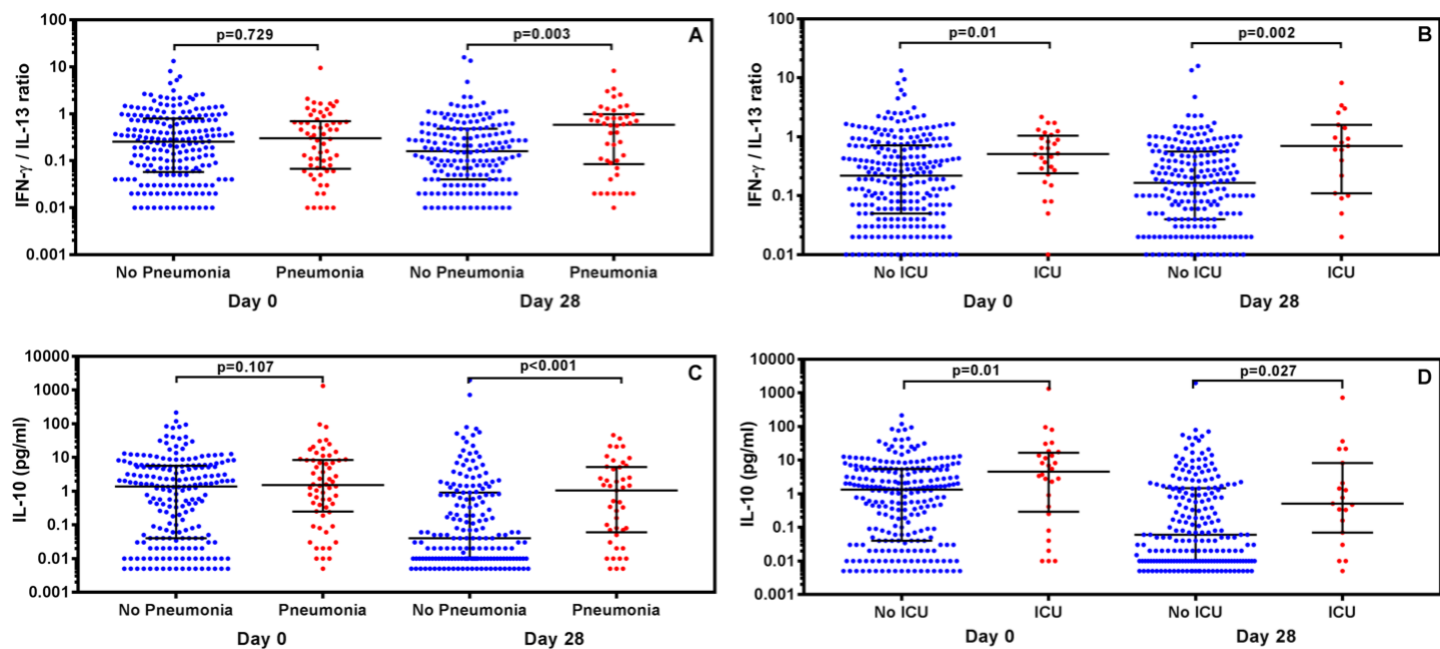 A
IFN-γ / IL-13 ratio
100
10
1
0.1
0.01
0.001
p=0.729
p=0.003
No Pneumonia
Pneumonia
No Pneumonia
Pneumonia
Day 0
Day 28
B
IFN-γ / IL-13 ratio
100
10
1
0.1
0.01
p=0.01
p=0.002
No ICU
ICU
No ICU
ICU
Day 0
Day 28
C
IL-10 (pg/ml)
10000
1000
100
10
1
0.1
0.01
0.001
p=0.107
p<0.001
No Pneumonia
Pneumonia
No Pneumonia
Pneumonia
Day 0
Day 28
D
IL-10 (pg/ml)
10000
1000
100
10
1
0.1
0.01
0.001
p=0.01
p=0.027
No ICU
ICU
No ICU
ICU
Day 0
Day 28